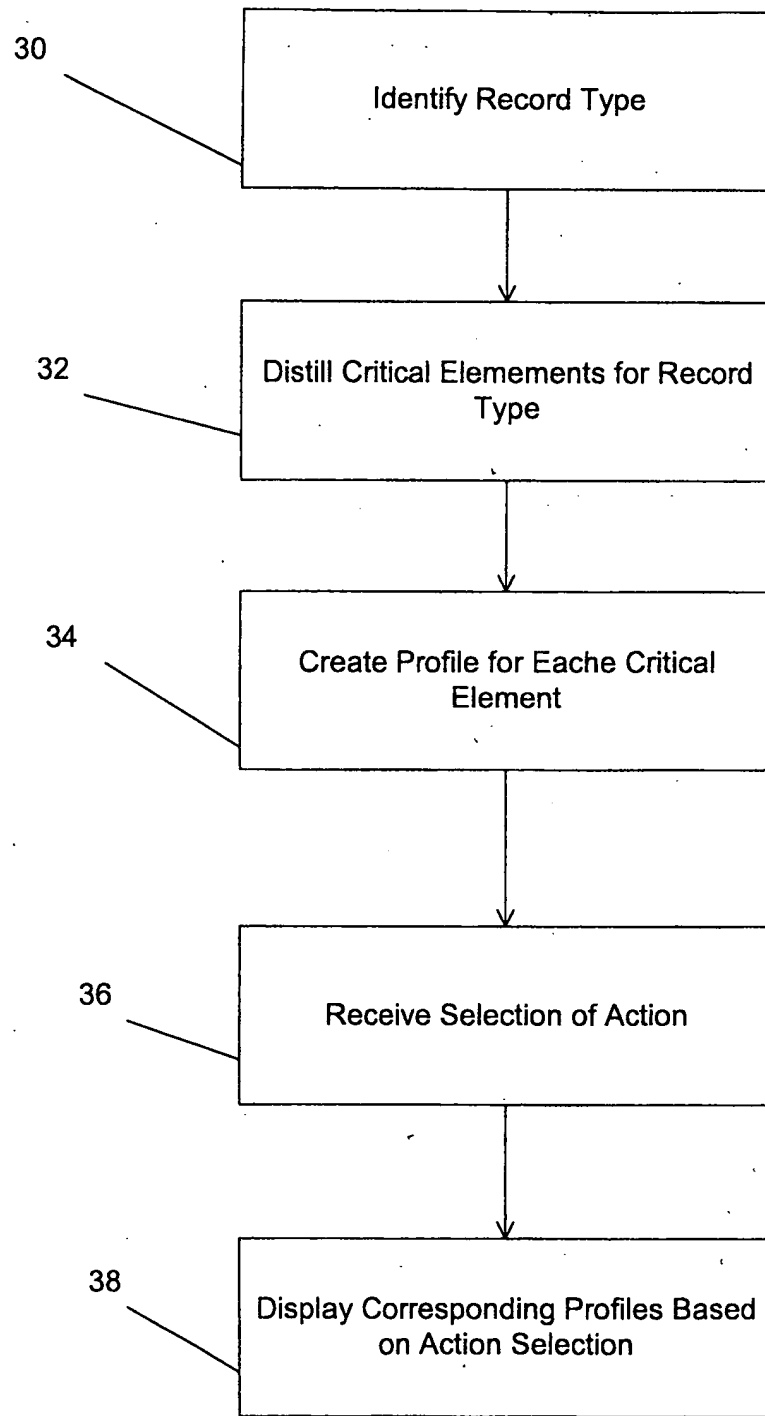 30
Identify Record Type
32
Distill Critical Elemements for Record
Type
34
Create Profile for Eache Critical
Element
36
Receive Selection of Action
38
Display Corresponding Profiles Based
on Action Selection